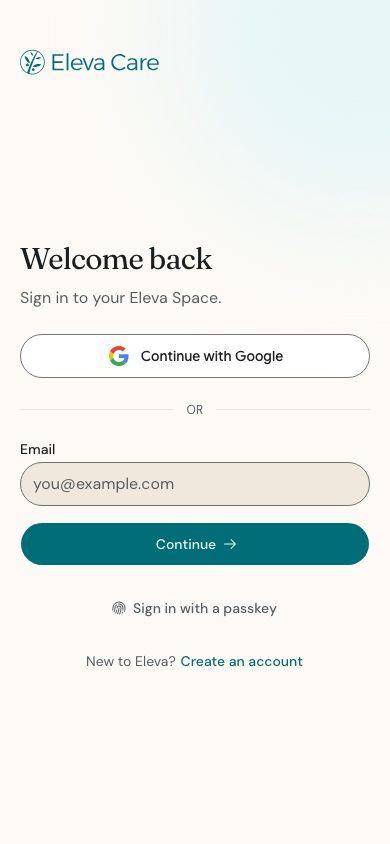 Eleva Care
Welcome back
Sign in to your Eleva Space.
Continue with Google
OR
Email
you@example.com
Continue →
Sign in with a passkey
New to Eleva? Create an account